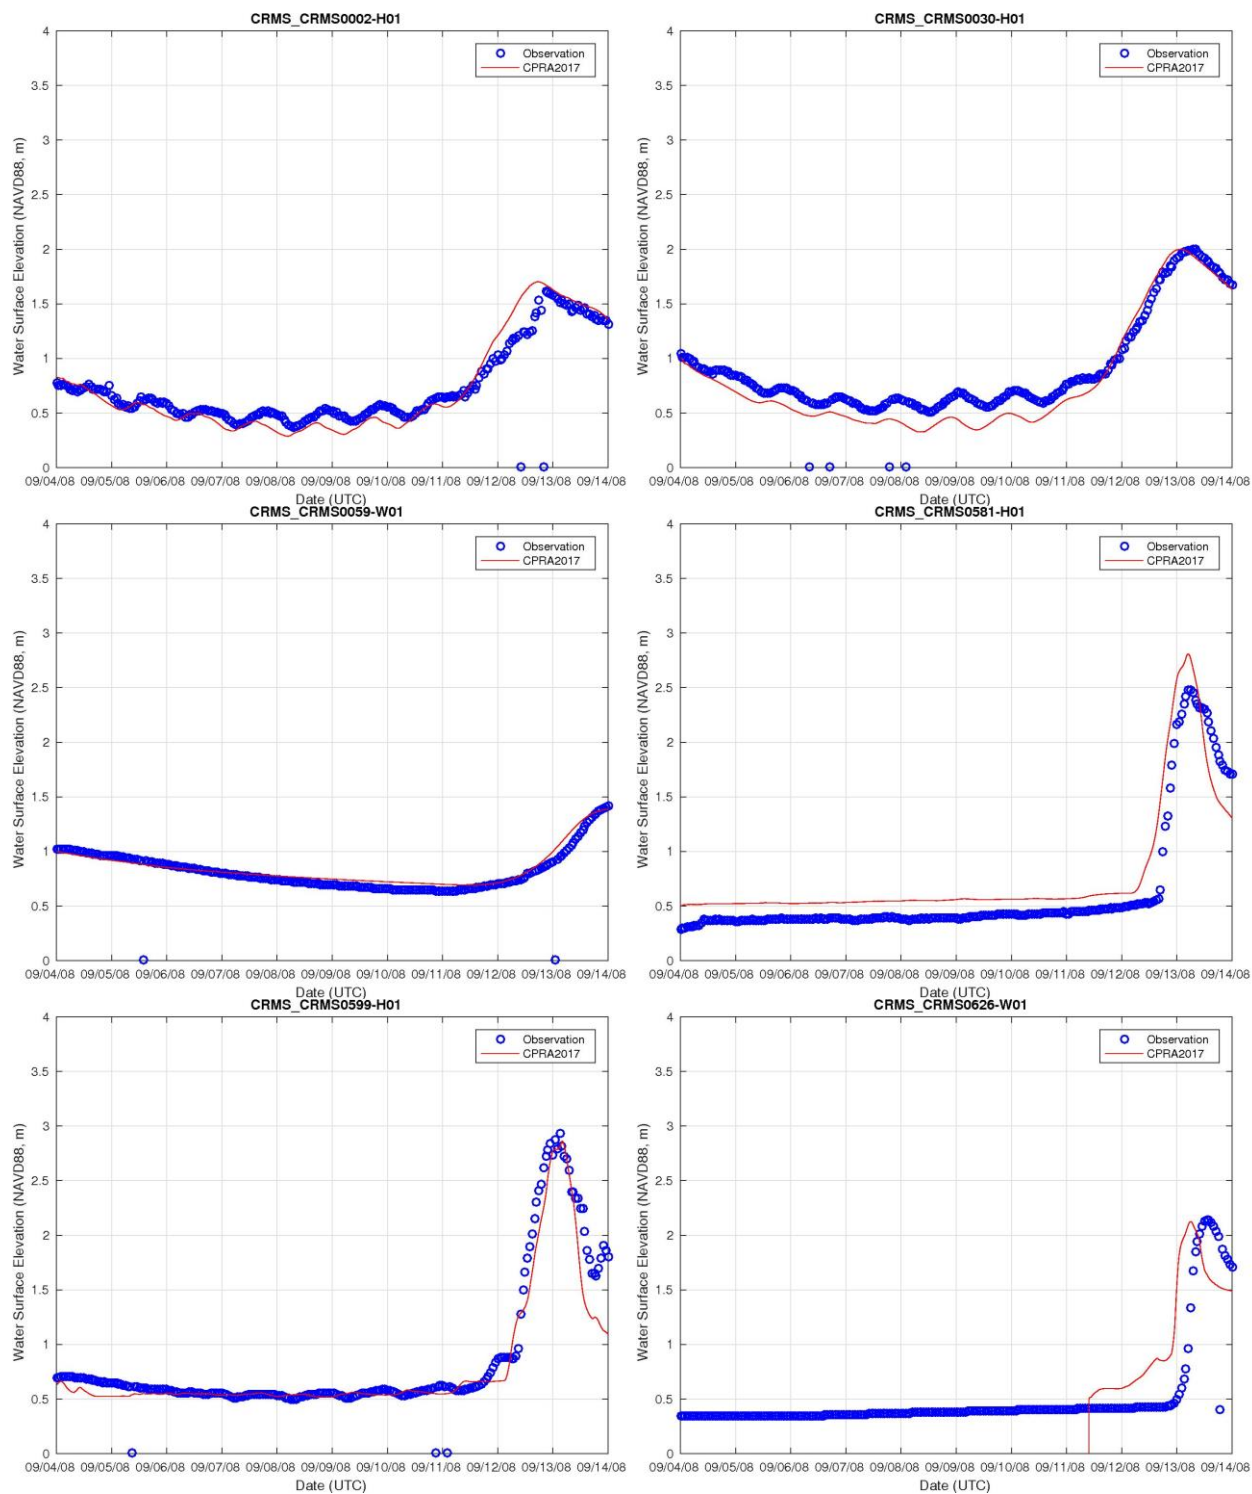 CRMS_CRMS0002-H01
Observation
CPRA2017
4
3.5
3
2.5
2
1.5
1
0.5
0
Water Surface Elevation (NAVD88, m)
09/04/08 09/05/08 09/06/08 09/07/08 09/08/08 09/09/08 09/10/08 09/11/08 09/12/08 09/13/08 09/14/08
Date (UTC)
CRMS_CRMS0030-H01
Observation
CPRA2017
4
3.5
3
2.5
2
1.5
1
0.5
0
Water Surface Elevation (NAVD88, m)
09/04/08 09/05/08 09/06/08 09/07/08 09/08/08 09/09/08 09/10/08 09/11/08 09/12/08 09/13/08 09/14/08
Date (UTC)
CRMS_CRMS0059-W01
Observation
CPRA2017
4
3.5
3
2.5
2
1.5
1
0.5
0
Water Surface Elevation (NAVD88, m)
09/04/08 09/05/08 09/06/08 09/07/08 09/08/08 09/09/08 09/10/08 09/11/08 09/12/08 09/13/08 09/14/08
Date (UTC)
CRMS_CRMS0581-H01
Observation
CPRA2017
4
3.5
3
2.5
2
1.5
1
0.5
0
Water Surface Elevation (NAVD88, m)
09/04/08 09/05/08 09/06/08 09/07/08 09/08/08 09/09/08 09/10/08 09/11/08 09/12/08 09/13/08 09/14/08
Date (UTC)
CRMS_CRMS0599-H01
Observation
CPRA2017
4
3.5
3
2.5
2
1.5
1
0.5
0
Water Surface Elevation (NAVD88, m)
09/04/08 09/05/08 09/06/08 09/07/08 09/08/08 09/09/08 09/10/08 09/11/08 09/12/08 09/13/08 09/14/08
Date (UTC)
CRMS_CRMS0626-W01
Observation
CPRA2017
4
3.5
3
2.5
2
1.5
1
0.5
0
Water Surface Elevation (NAVD88, m)
09/04/08 09/05/08 09/06/08 09/07/08 09/08/08 09/09/08 09/10/08 09/11/08 09/12/08 09/13/08 09/14/08
Date (UTC)